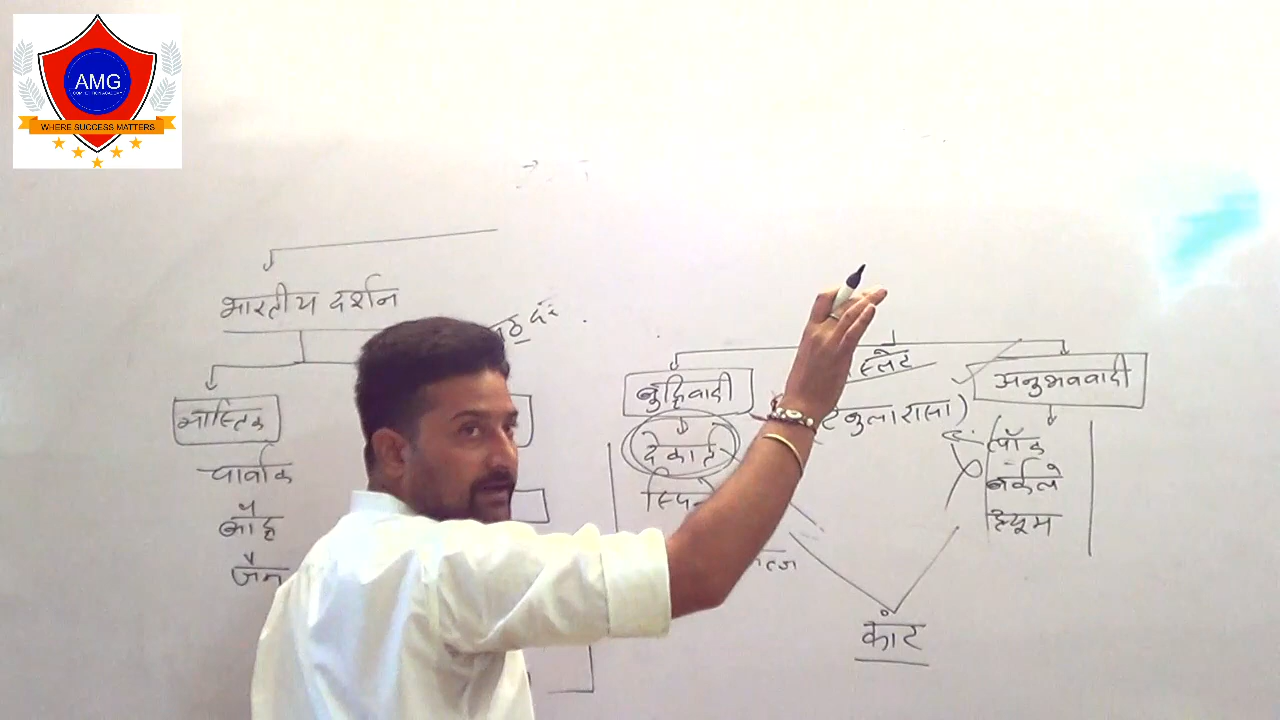 AMG
WHERE SUCCESS MATTERS
भारतीय दर्शन
नास्तिक
चार्वाक
बौद्ध
जैन
बुद्धिवादी
देकार्त
स्लेट
टेबुलारासा)
अनुभववादी
लॉक
बर्कले
ह्यूम
कांट